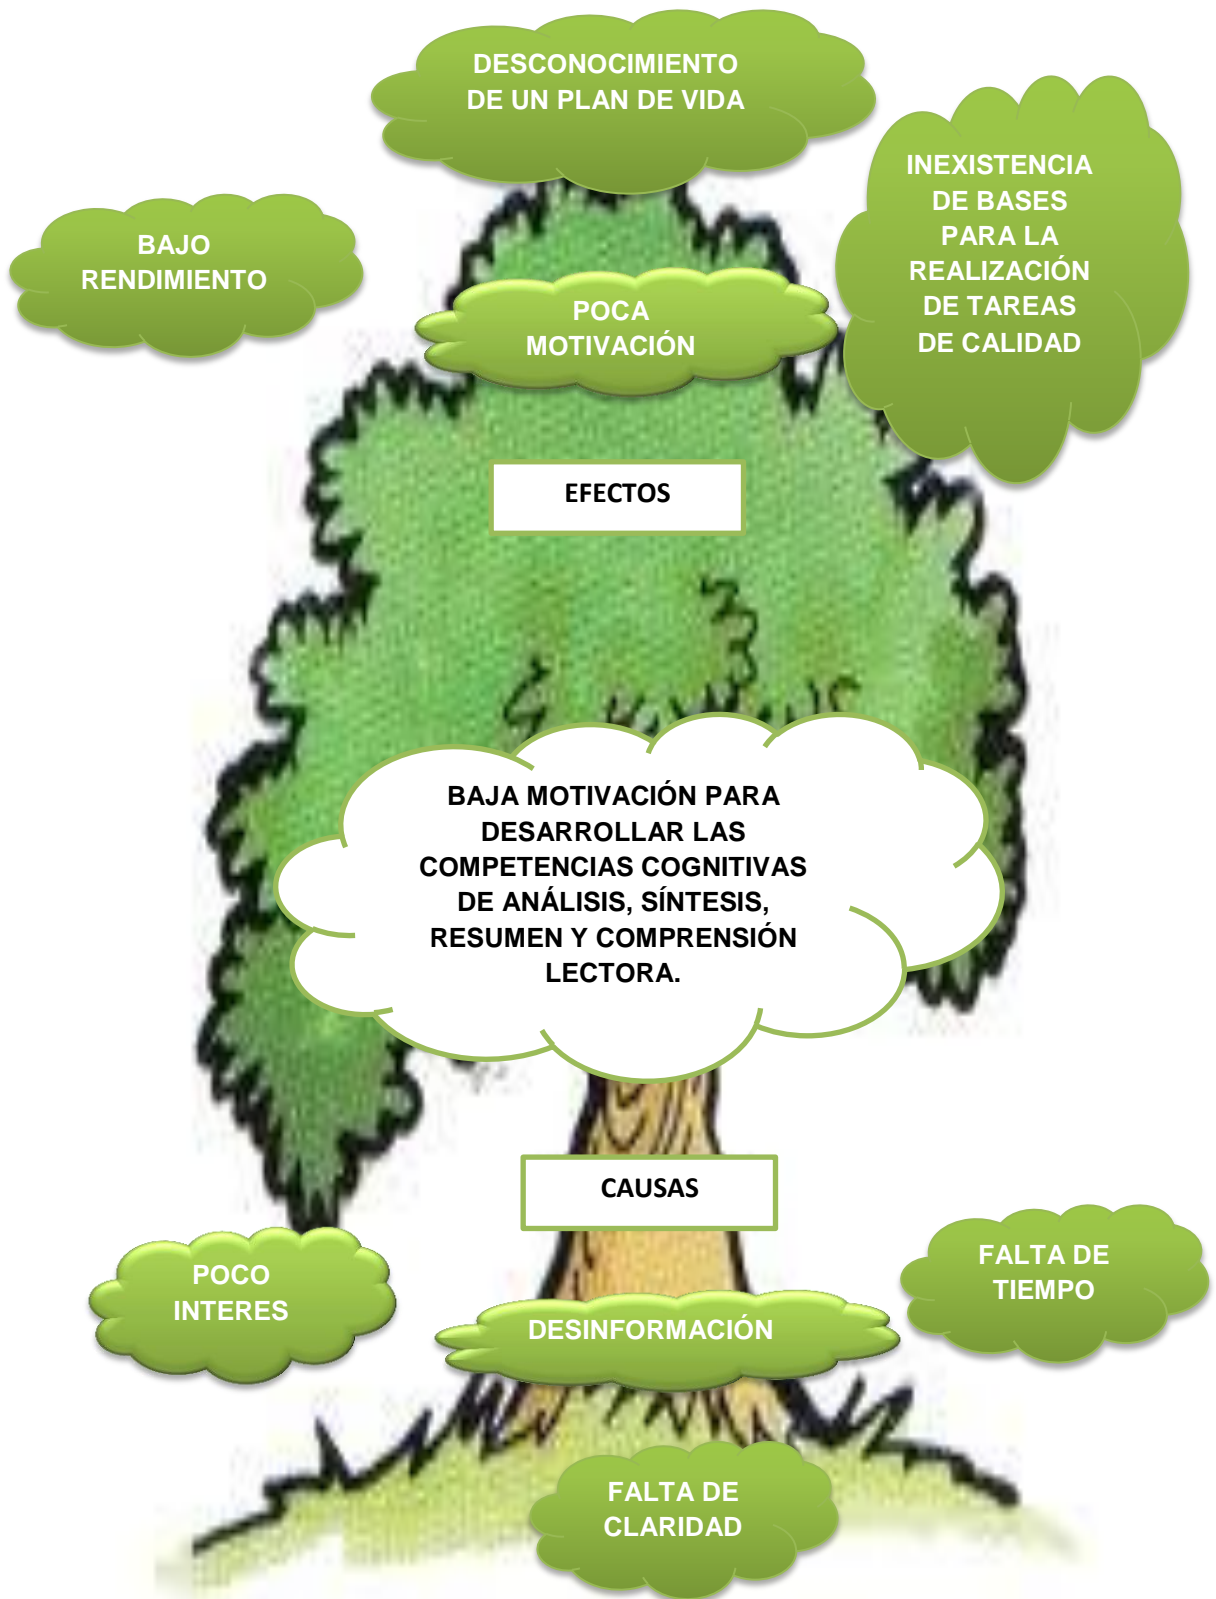 DESCONOCIMIENTO
DE UN PLAN DE VIDA
INEXISTENCIA
DE BASES
PARA LA
REALIZACIÓN
DE TAREAS
DE CALIDAD
BAJO
RENDIMIENTO
POCA
MOTIVACIÓN
EFECTOS
BAJA MOTIVACIÓN PARA
DESARROLLAR LAS
COMPETENCIAS COGNITIVAS
DE ANÁLISIS, SÍNTESIS,
RESUMEN Y COMPRENSIÓN
LECTORA.
CAUSAS
POCO
INTERES
FALTA DE
TIEMPO
DESINFORMACIÓN
FALTA DE
CLARIDAD